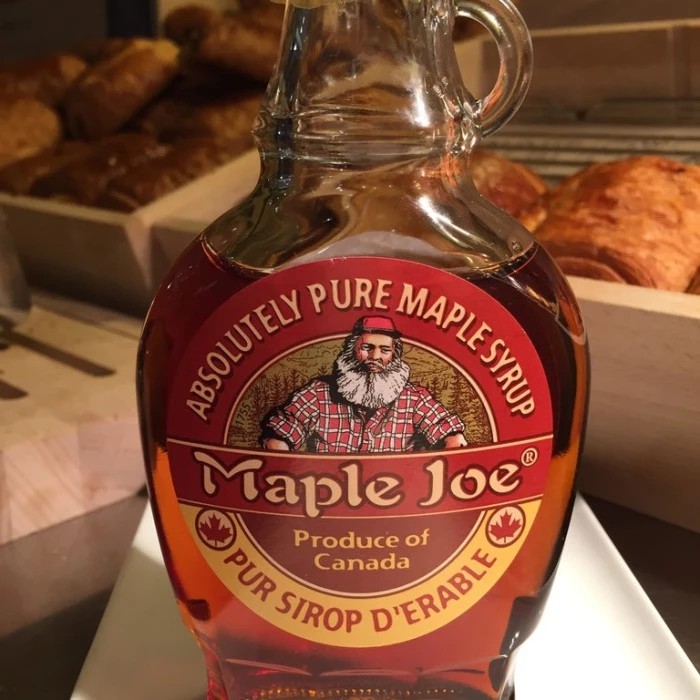 ABSOLUTELY PURE MAPLE SYRUP
Maple Joe®
Produce of
Canada
PUR SIROP D'ERABLE